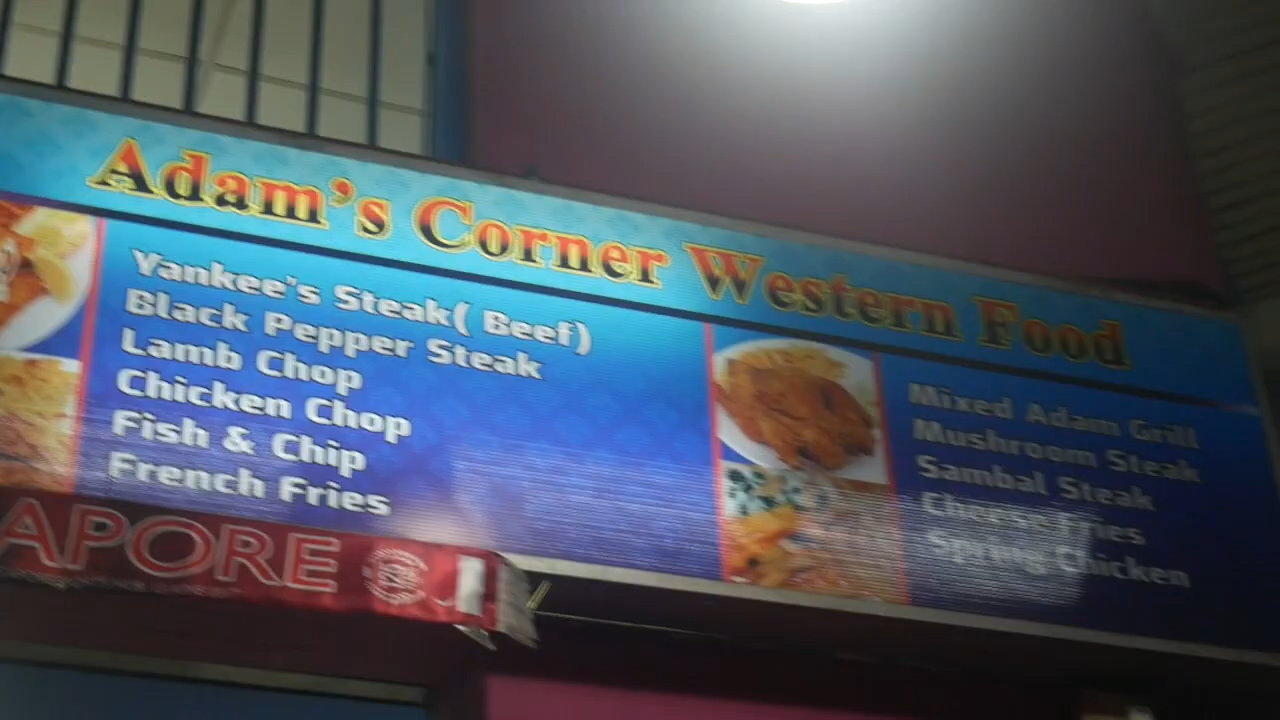 Adam's Corner Western Food
Yankee's Steak( Beef)
Black Pepper Steak
Lamb Chop
Chicken Chop
Fish & Chip
French Fries
Mixed Adam Grill
Mushroom Steak
Sambal Steak
Cheese Fries
Spring Chicken
APORE